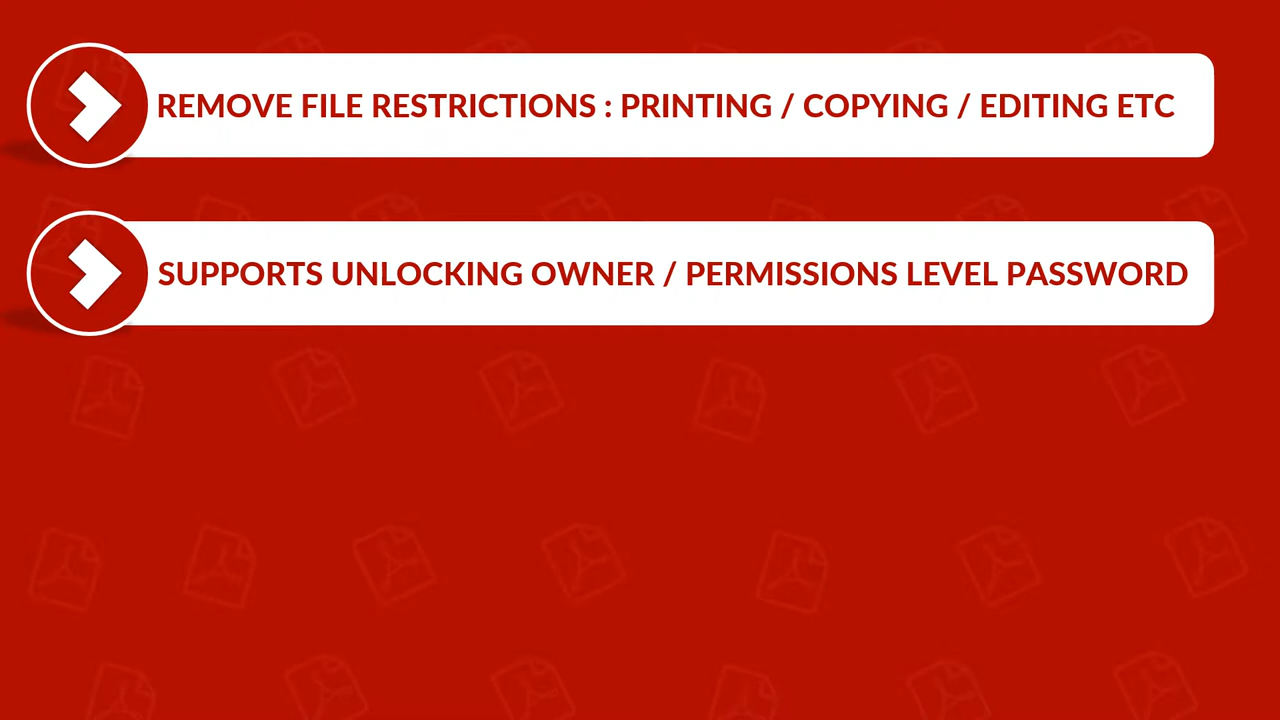 REMOVE FILE RESTRICTIONS : PRINTING / COPYING / EDITING ETC
SUPPORTS UNLOCKING OWNER / PERMISSIONS LEVEL PASSWORD